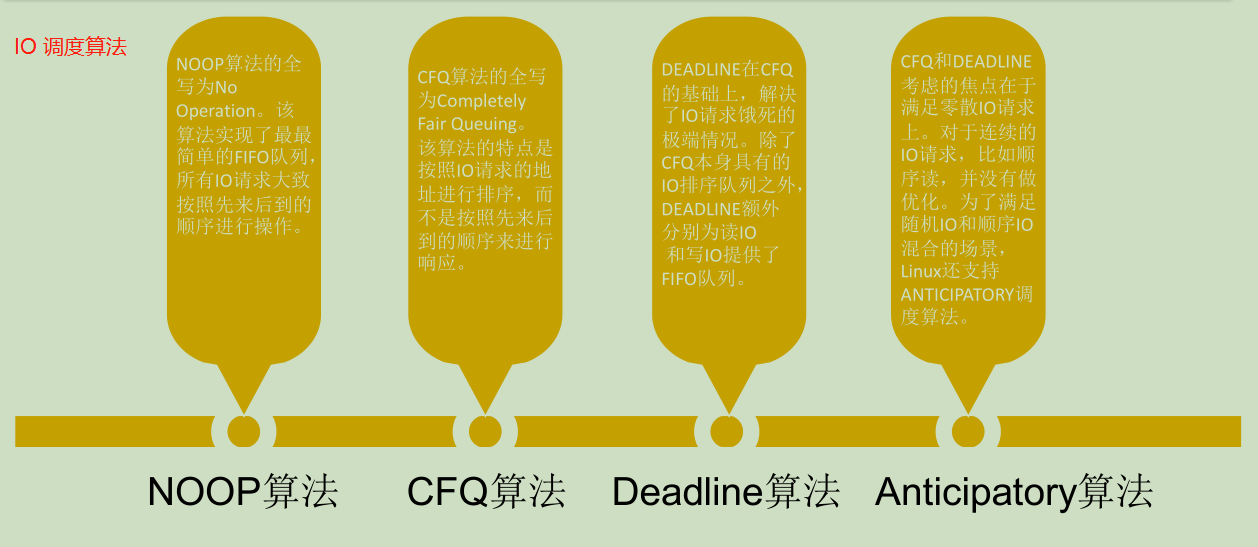 IO 调度算法
NOOP算法的全
写为No
Operation。该
算法实现了最最
简单的FIFO队列，
所有IO请求大致
按照先来后到的
顺序进行操作。
CFQ算法的全写
为Completely
Fair Queuing。
该算法的特点是
按照IO请求的地
址进行排序，而
不是按照先来后
到的顺序来进行
响应。
DEADLINE在CFQ
的基础上，解决
了IO请求饿死的
极端情况。除了
CFQ本身具有的
IO排序队列之外，
DEADLINE额外
分别为读IO
和写IO提供了
FIFO队列。
CFQ和DEADLINE
考虑的焦点在于
满足零散IO请求
上。对于连续的
IO请求，比如顺
序读，并没有做
优化。为了满足
随机IO和顺序IO
混合的场景，
Linux还支持
ANTICIPATORY调
度算法。
NOOP算法
CFQ算法
Deadline算法
Anticipatory算法